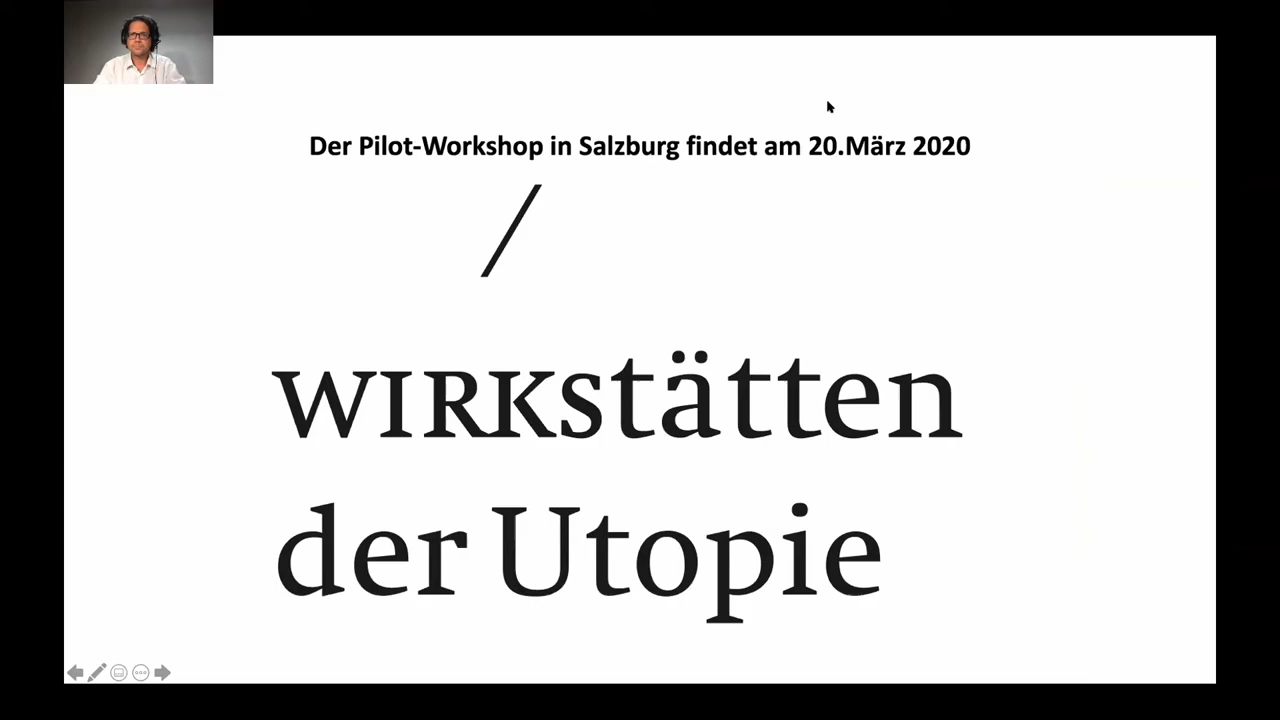 Der Pilot-Workshop in Salzburg findet am 20.März 2020
/
WIRKstätten
der Utopie